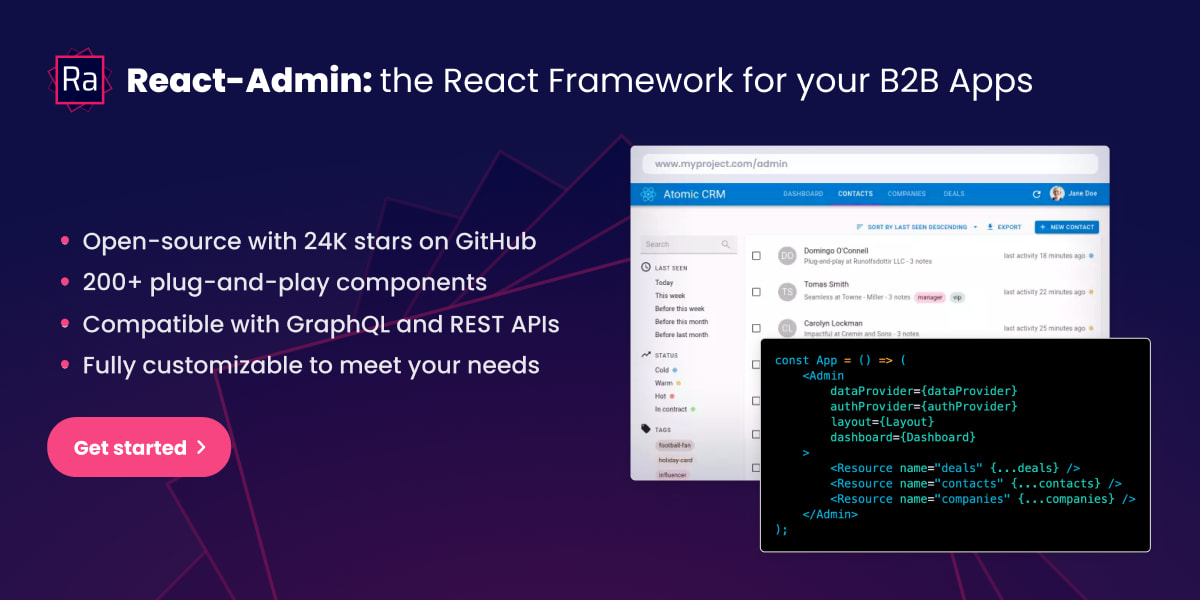 Ra
React-Admin: the React Framework for your B2B Apps
Open-source with 24K stars on GitHub
200+ plug-and-play components
Compatible with GraphQL and REST APIs
Fully customizable to meet your needs
Get started
www.myproject.com/admin
Atomic CRM
DASHBOARD CONTACTS COMPANIES DEALS
Jane Doe
SORT BY LAST SEEN DESCENDING
EXPORT
+ NEW CONTACT
Search
LAST SEEN
Today
This week
Before this week
Before this month
Before last month
STATUS
Cold
Warm
Hot
In contract
TAGS
football-fan
holiday-card
influencer
DO
Domingo O'Connell
Plug-and-play at Runolfsdottir LLC - 3 notes
last activity 18 minutes ago
TS
Tomas Smith
Seamless at Towne - Miller - 3 notes manager vip
last activity 22 minutes ago
CL
Carolyn Lockman
Impactful at Cremin and Sons - 3 notes
last activity 25 minutes ago
const App = () => (
<Admin
dataProvider={dataProvider}
authProvider={authProvider}
layout={Layout}
dashboard={Dashboard}
>
<Resource name="deals" {...deals} />
<Resource name="contacts" {...contacts} />
<Resource name="companies" {...companies} />
</Admin>
);